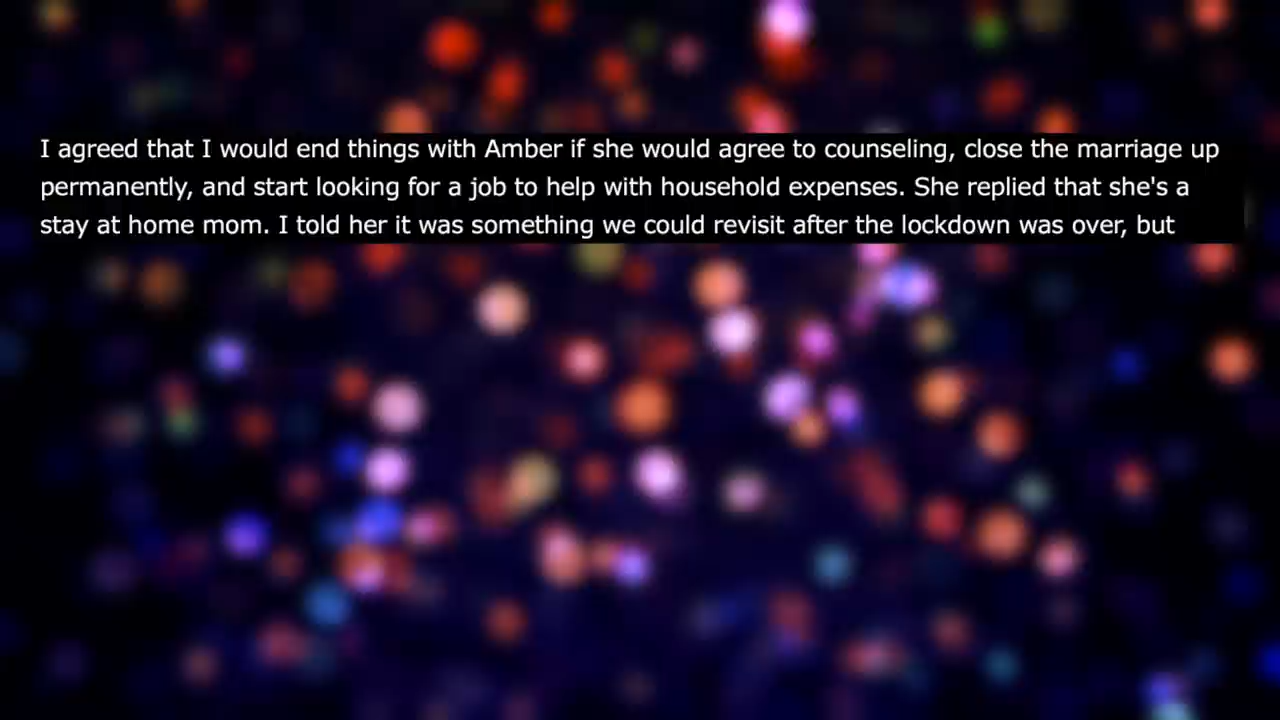 I agreed that I would end things with Amber if she would agree to counseling, close the marriage up
permanently, and start looking for a job to help with household expenses. She replied that she's a
stay at home mom. I told her it was something we could revisit after the lockdown was over, but